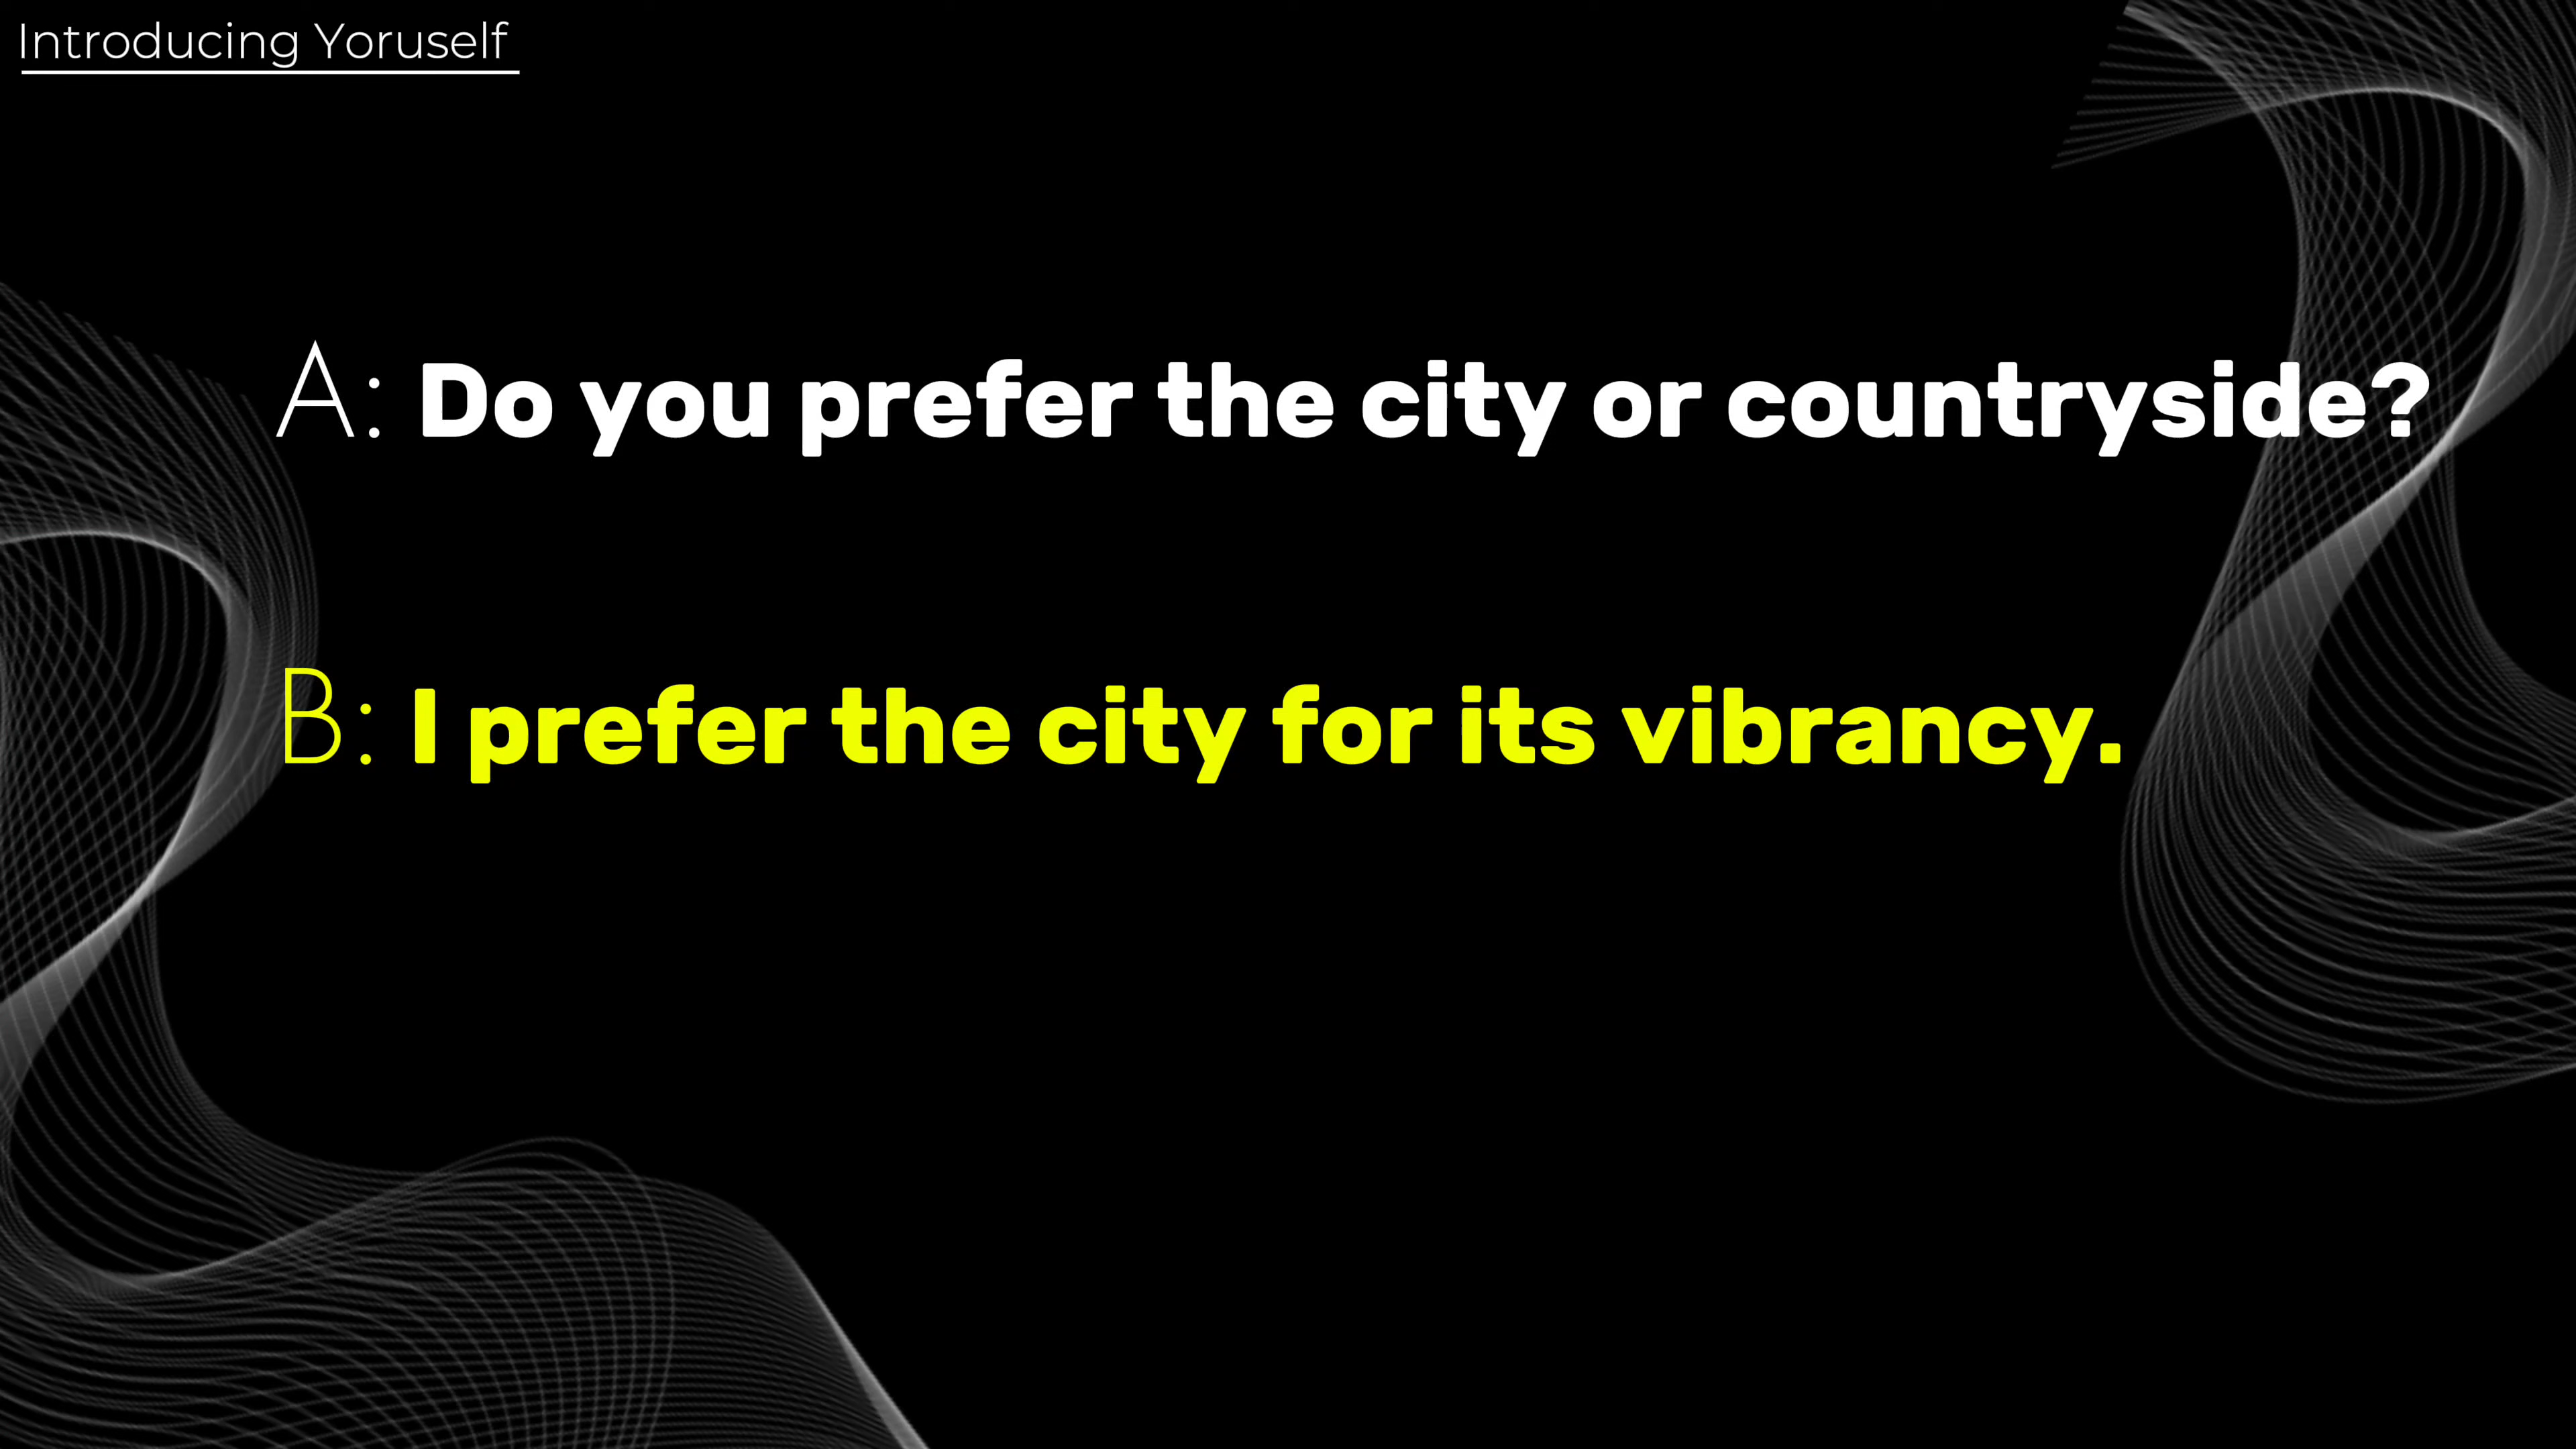 Introducing Yoruself
A: Do you prefer the city or countryside?
B: I prefer the city for its vibrancy.